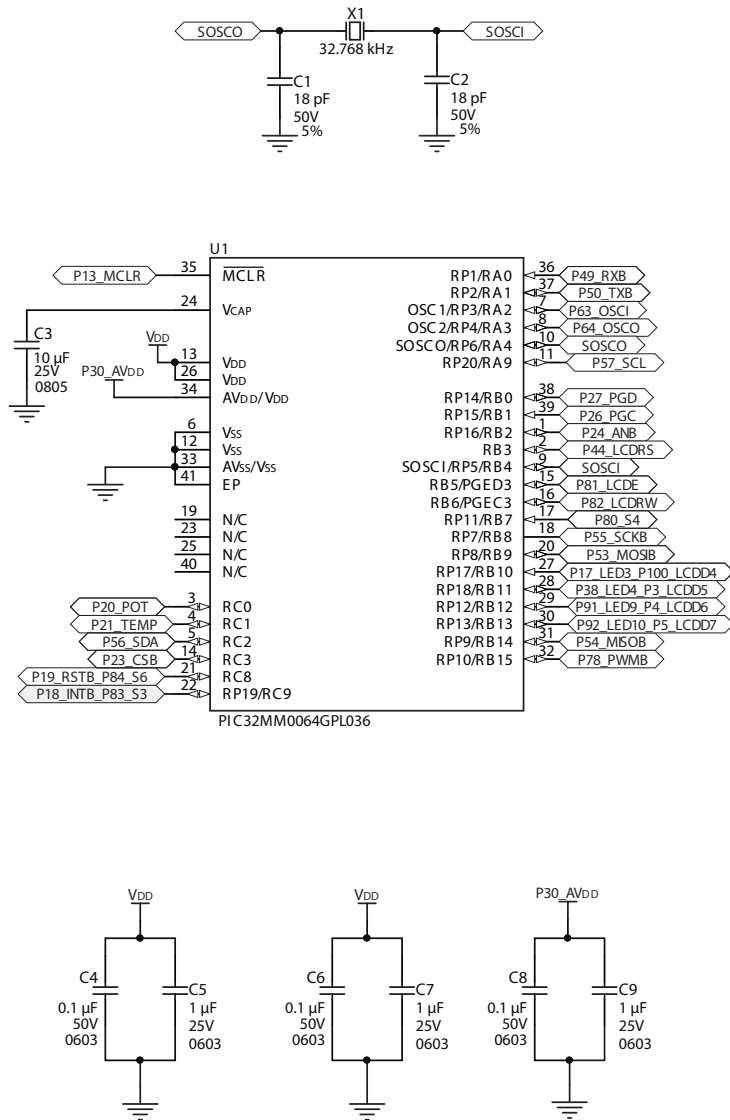 X1
SOSCO
SOSCI
32.768 kHz
C1
18 pF
50V
5%
C2
18 pF
50V
5%
U1
P13_MCLR
35
MCLR
24
VCAP
C3
10 µF
25V
0805
VDD
13
VDD
26
VDD
P30_AVDD
34
AVDD/VDD
6
VSS
12
VSS
33
AVSS/VSS
41
EP
19
N/C
23
N/C
25
N/C
40
N/C
P20_POT
3
RC0
P21_TEMP
4
RC1
P56_SDA
5
RC2
P23_CSB
14
RC3
P19_RSTB_P84_S6
21
RC8
P18_INTB_P83_S3
22
RP19/RC9
RP1/RA0
36
P49_RXB
RP2/RA1
37
P50_TXB
OSC1/RP3/RA2
7
P63_OSCI
OSC2/RP4/RA3
8
P64_OSCO
SOSCO/RP6/RA4
10
SOSCO
RP20/RA9
11
P57_SCL
RP14/RB0
38
P27_PGD
RP15/RB1
39
P26_PGC
RP16/RB2
1
P24_ANB
RB3
2
P44_LCDRS
SOSCI/RP5/RB4
9
SOSCI
RB5/PGED3
15
P81_LCDE
RB6/PGEC3
16
P82_LCDRW
RP11/RB7
17
P80_S4
RP7/RB8
18
P55_SCKB
RP8/RB9
20
P53_MOSIB
RP17/RB10
27
P17_LED3_P100_LCDD4
RP18/RB11
28
P38_LED4_P3_LCDD5
RP12/RB12
29
P91_LED9_P4_LCDD6
RP13/RB13
30
P92_LED10_P5_LCDD7
RP9/RB14
31
P54_MISOB
RP10/RB15
32
P78_PWMB
PIC32MM0064GPL036
VDD
C4
0.1 µF
50V
0603
C5
1 µF
25V
0603
VDD
C6
0.1 µF
50V
0603
C7
1 µF
25V
0603
P30_AVDD
C8
0.1 µF
50V
0603
C9
1 µF
25V
0603